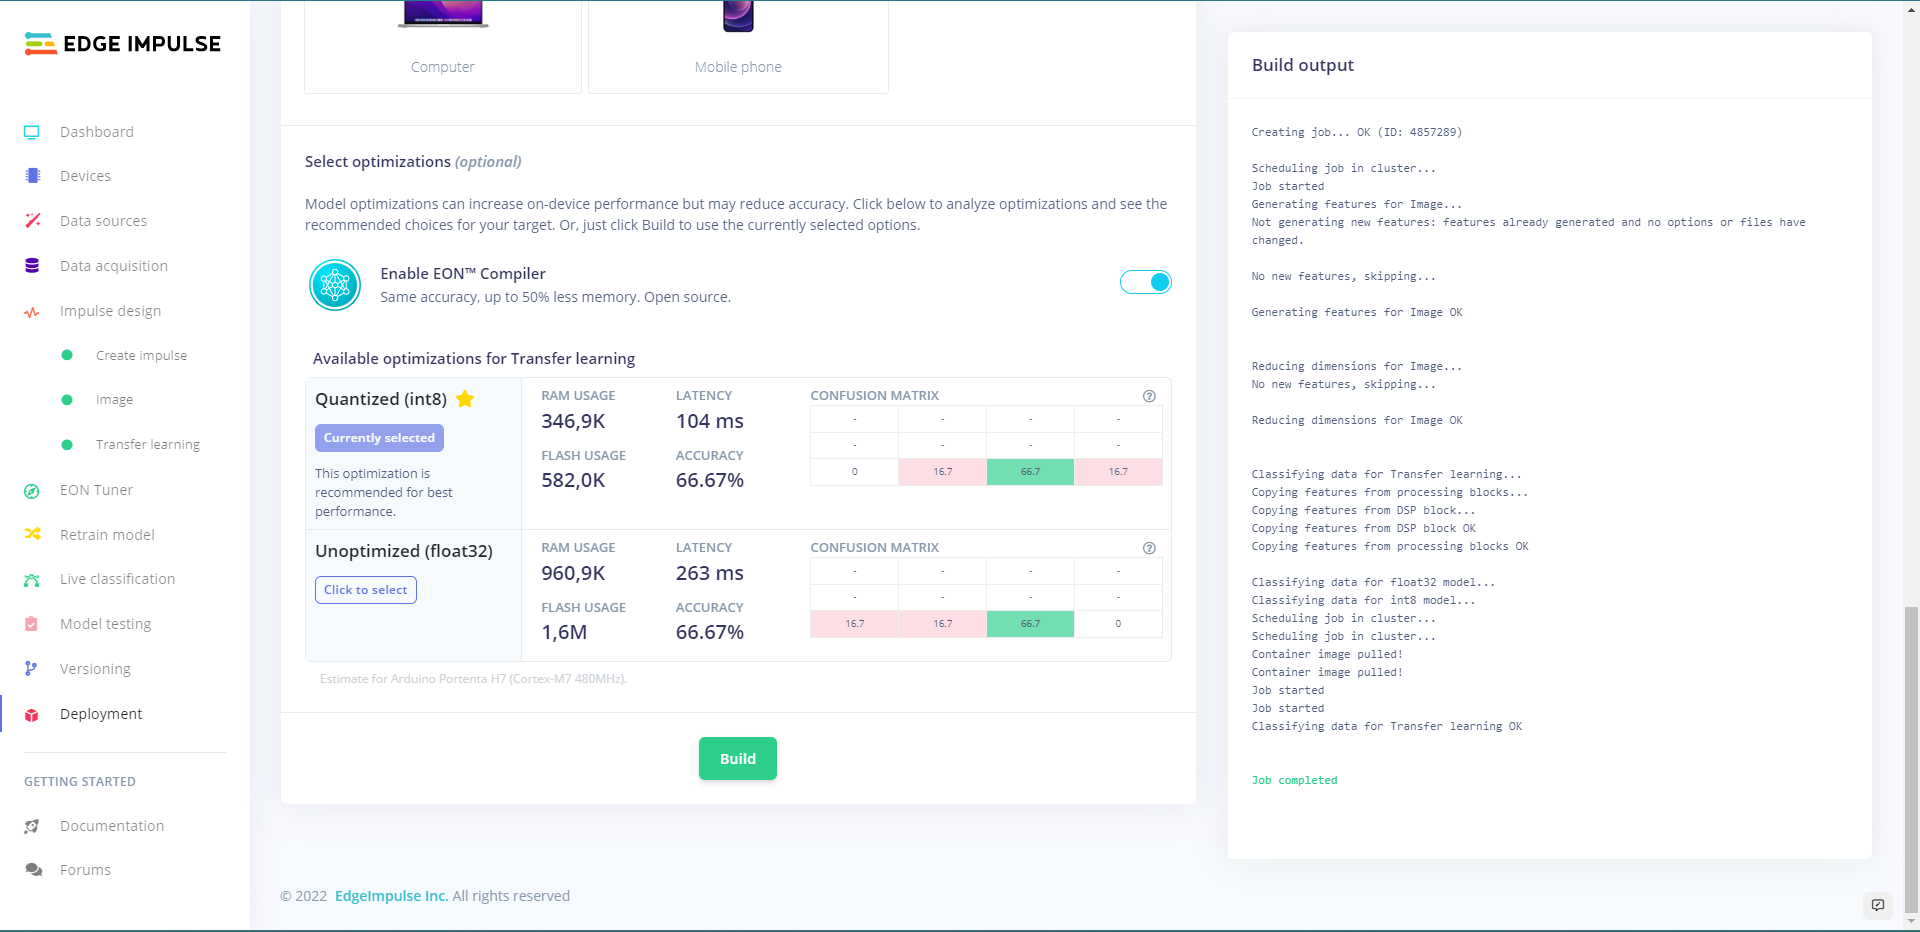 EDGE IMPULSE
Dashboard
Devices
Data sources
Data acquisition
Impulse design
Create impulse
Image
Transfer learning
EON Tuner
Retrain model
Live classification
Model testing
Versioning
Deployment
GETTING STARTED
Documentation
Forums
Computer
Mobile phone
Select optimizations (optional)
Model optimizations can increase on-device performance but may reduce accuracy. Click below to analyze optimizations and see the
recommended choices for your target. Or, just click Build to use the currently selected options.
Enable EON™ Compiler
Same accuracy, up to 50% less memory. Open source.
Available optimizations for Transfer learning
Quantized (int8)
Currently selected
This optimization is
recommended for best
performance.
RAM USAGE
346,9K
LATENCY
104 ms
FLASH USAGE
582,0K
ACCURACY
66.67%
CONFUSION MATRIX
- - - -
- - - -
0 16.7 66.7 16.7
Unoptimized (float32)
Click to select
RAM USAGE
960,9K
LATENCY
263 ms
FLASH USAGE
1,6M
ACCURACY
66.67%
CONFUSION MATRIX
- - - -
- - - -
16.7 16.7 66.7 0
Estimate for Arduino Portenta H7 (Cortex-M7 480MHz).
Build
© 2022 EdgeImpulse Inc. All rights reserved
Build output
Creating job... OK (ID: 4857289)
Scheduling job in cluster...
Job started
Generating features for Image...
Not generating new features: features already generated and no options or files have
changed.
No new features, skipping...
Generating features for Image OK
Reducing dimensions for Image...
No new features, skipping...
Reducing dimensions for Image OK
Classifying data for Transfer learning...
Copying features from processing blocks...
Copying features from DSP block...
Copying features from DSP block OK
Copying features from processing blocks OK
Classifying data for float32 model...
Classifying data for int8 model...
Scheduling job in cluster...
Scheduling job in cluster...
Container image pulled!
Container image pulled!
Job started
Job started
Classifying data for Transfer learning OK
Job completed